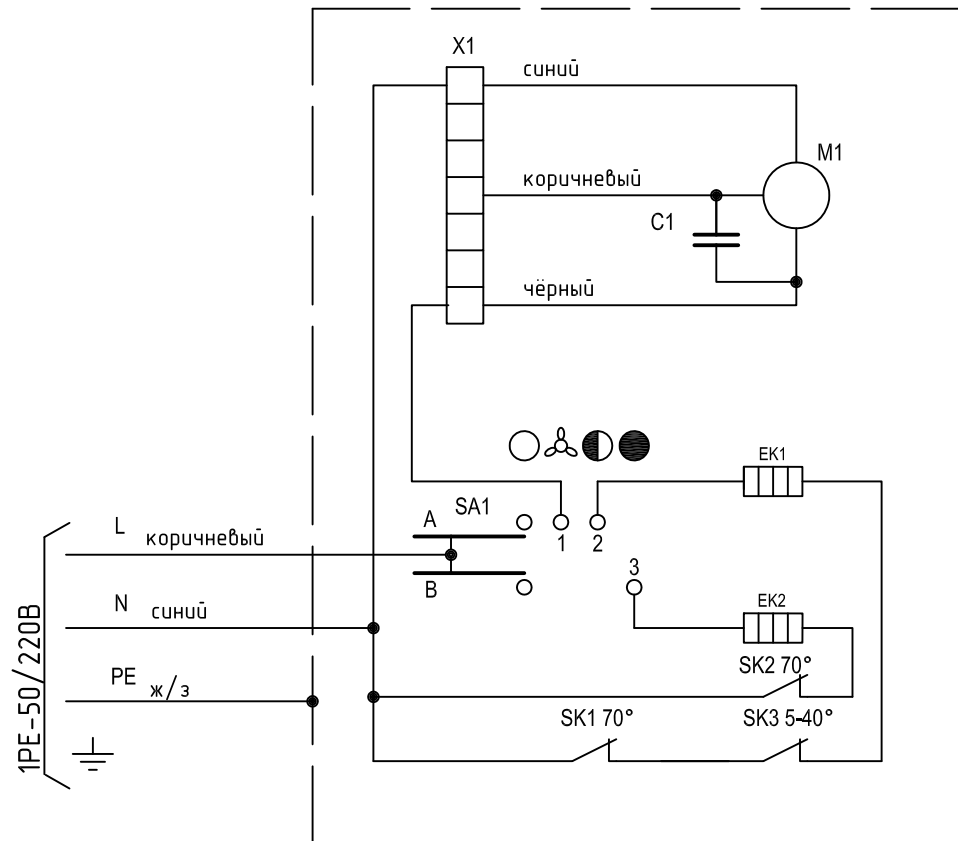 X1
синий
M1
коричневый
C1
чёрный
EK1
SA1
A
1
2
L
коричневый
3
B
EK2
N
синий
SK2 70°
PE
ж/з
SK1 70°
SK3 5-40°
1PE-50/220В